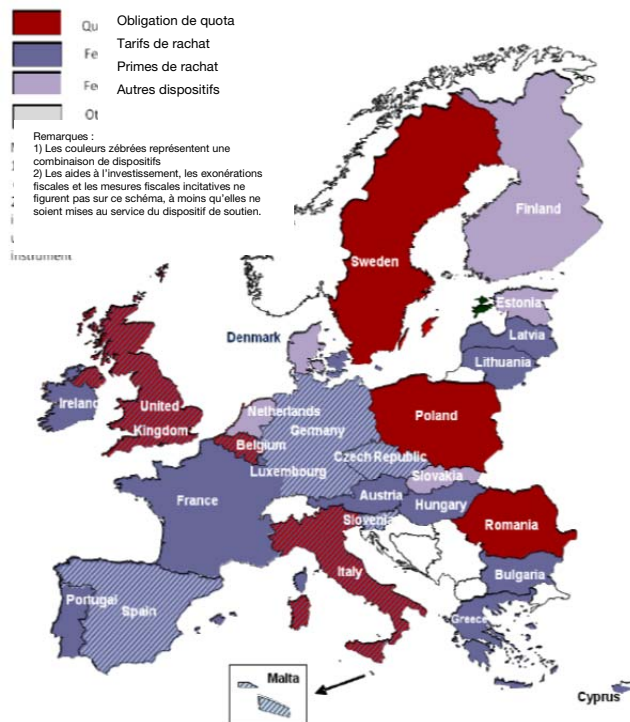 Obligation de quota
Tarifs de rachat
Primes de rachat
Autres dispositifs
Remarques :
1) Les couleurs zébrées représentent une
combinaison de dispositifs
2) Les aides à l'investissement, les exonérations
fiscales et les mesures fiscales incitatives ne
figurent pas sur ce schéma, à moins qu'elles ne
soient mises au service du dispositif de soutien.
instrument
Finland
Sweden
Estonia
Latvia
Lithuania
Denmark
Ireland
United
Kingdom
Netherlands
Germany
Belgium
Luxembourg
Poland
Czech Republic
Slovakia
France
Austria
Hungary
Slovenia
Romania
Italy
Bulgaria
Portugal
Spain
Greece
Malta
Cyprus